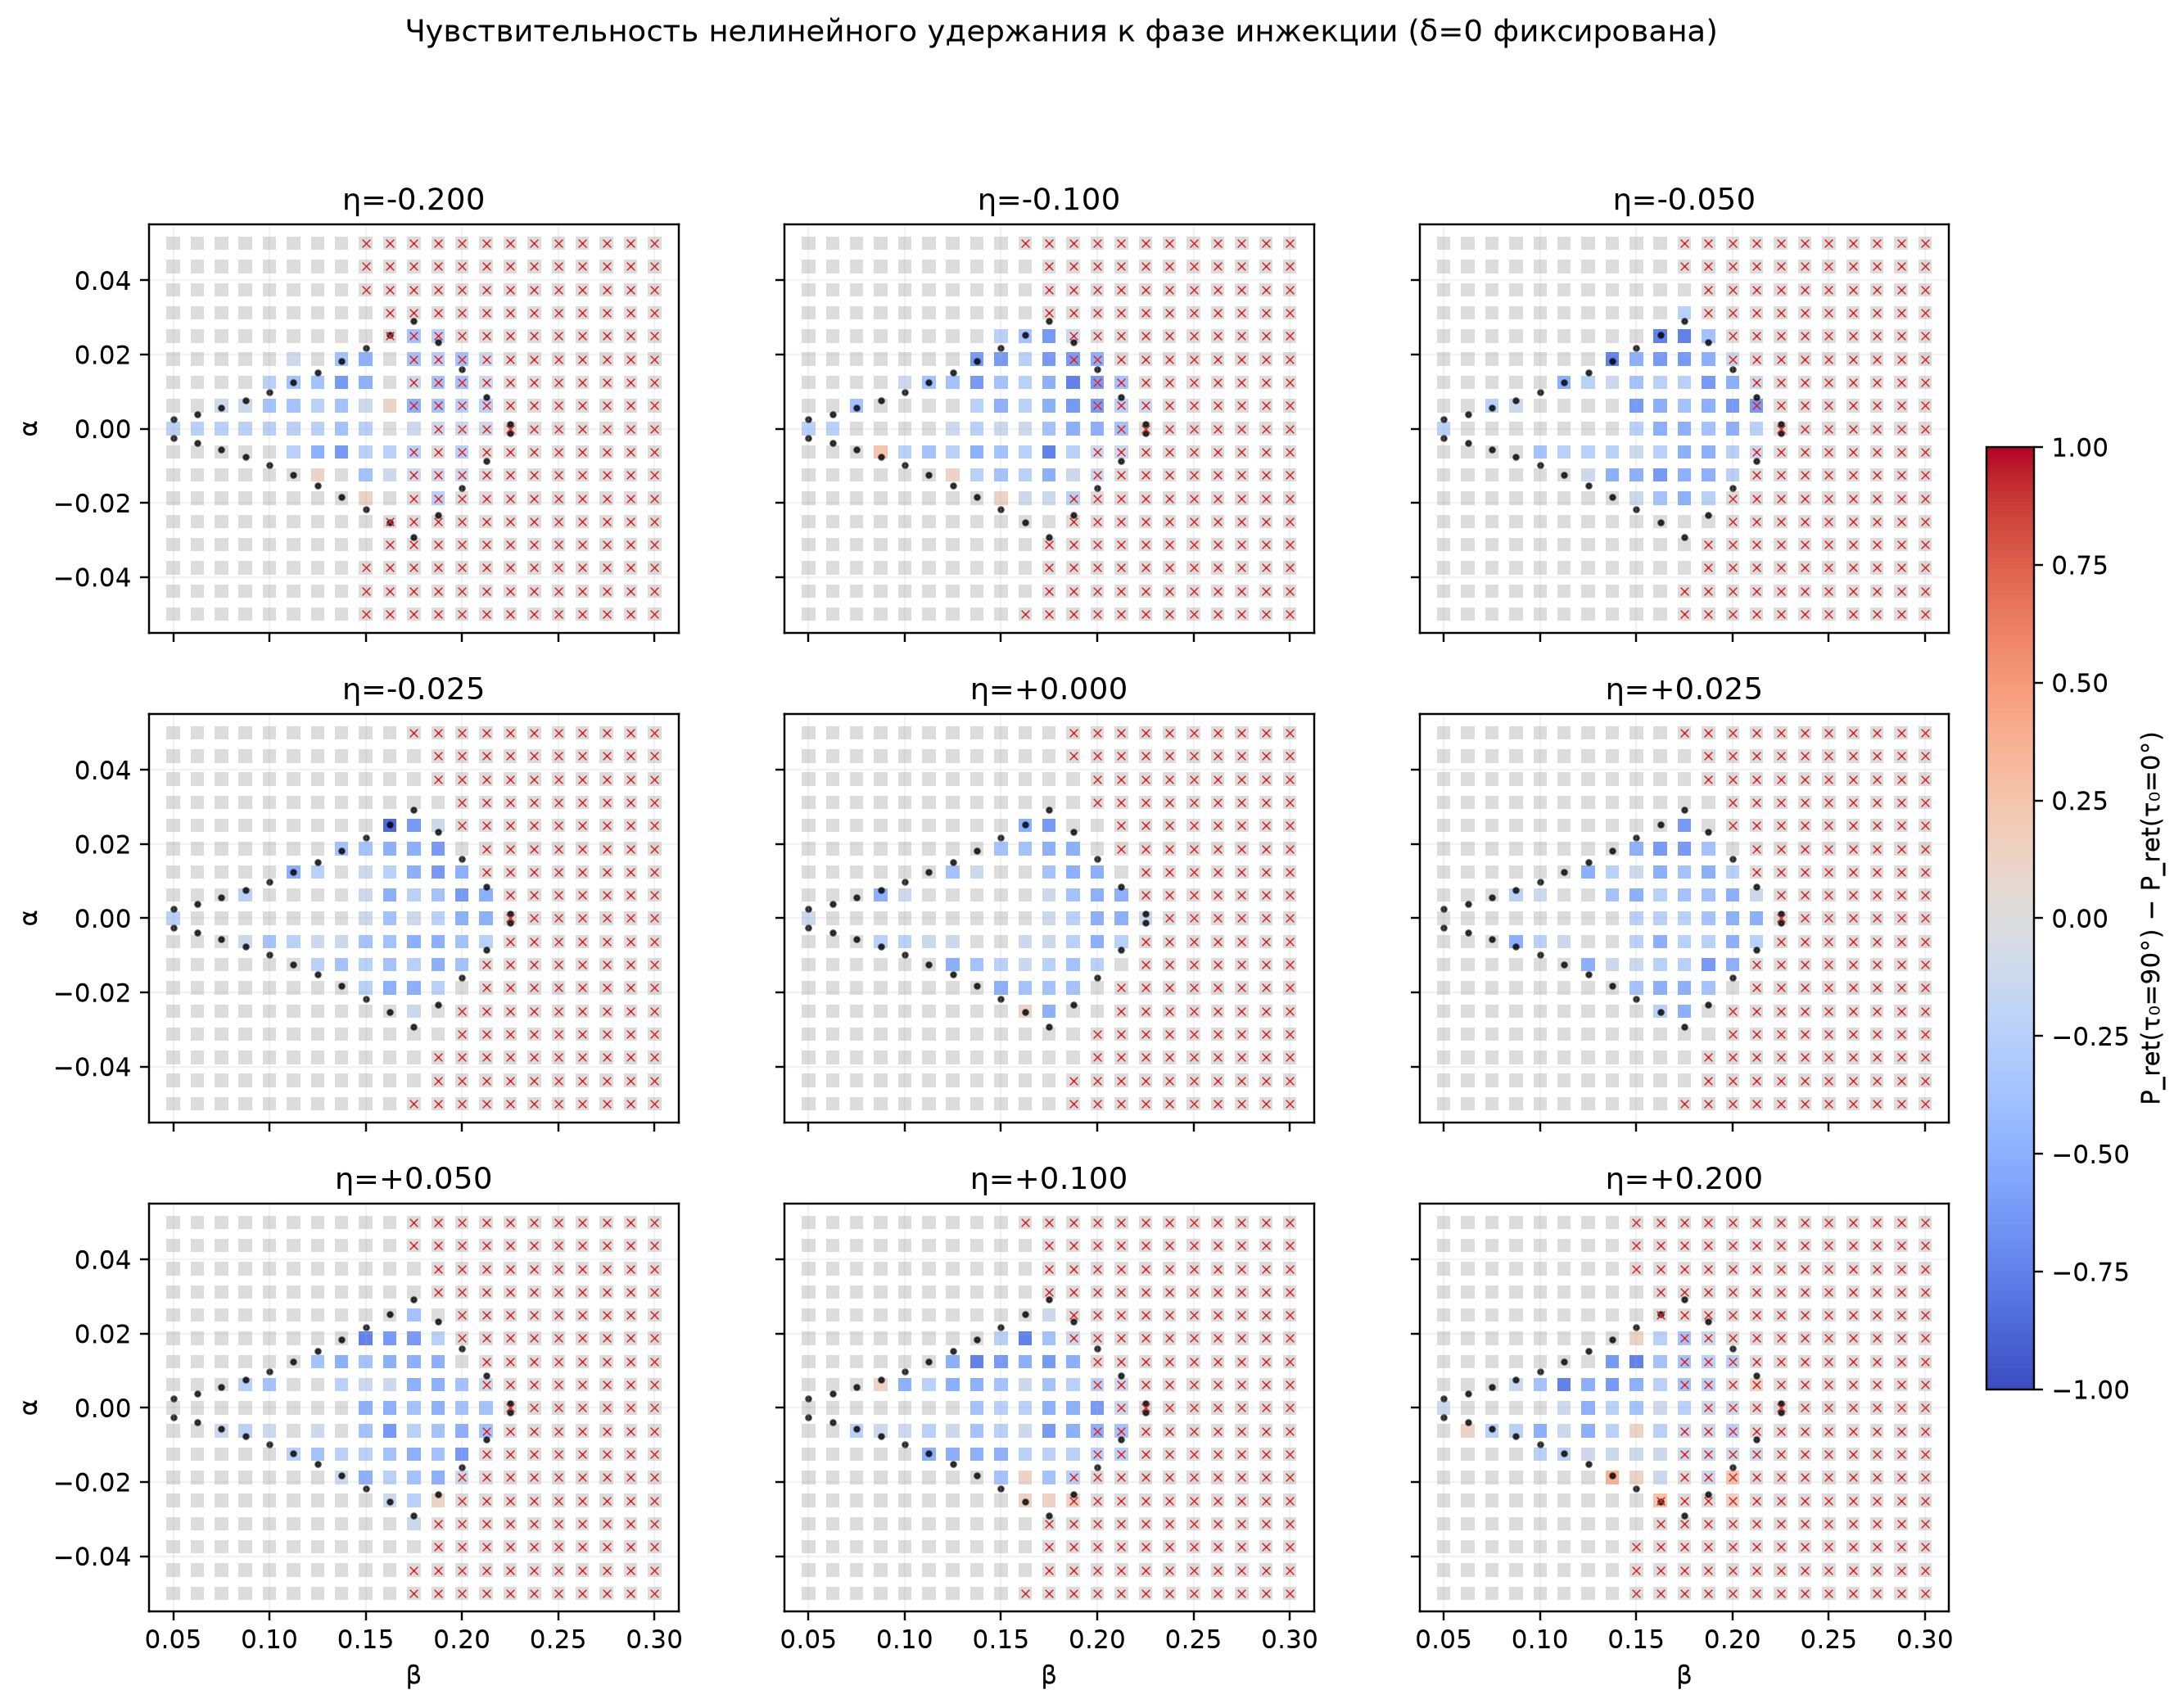 Чувствительность нелинейного удержания к фазе инжекции (δ=0 фиксирована)
η=-0.200
η=-0.100
η=-0.050
0.04
0.02
0.00
−0.02
−0.04
α
η=-0.025
η=+0.000
η=+0.025
0.04
0.02
0.00
−0.02
−0.04
α
η=+0.050
η=+0.100
η=+0.200
0.04
0.02
0.00
−0.02
−0.04
α
0.05 0.10 0.15 0.20 0.25 0.30
0.05 0.10 0.15 0.20 0.25 0.30
0.05 0.10 0.15 0.20 0.25 0.30
β
β
β
1.00
0.75
0.50
0.25
0.00
−0.25
−0.50
−0.75
−1.00
P_ret(τ₀=90°) − P_ret(τ₀=0°)